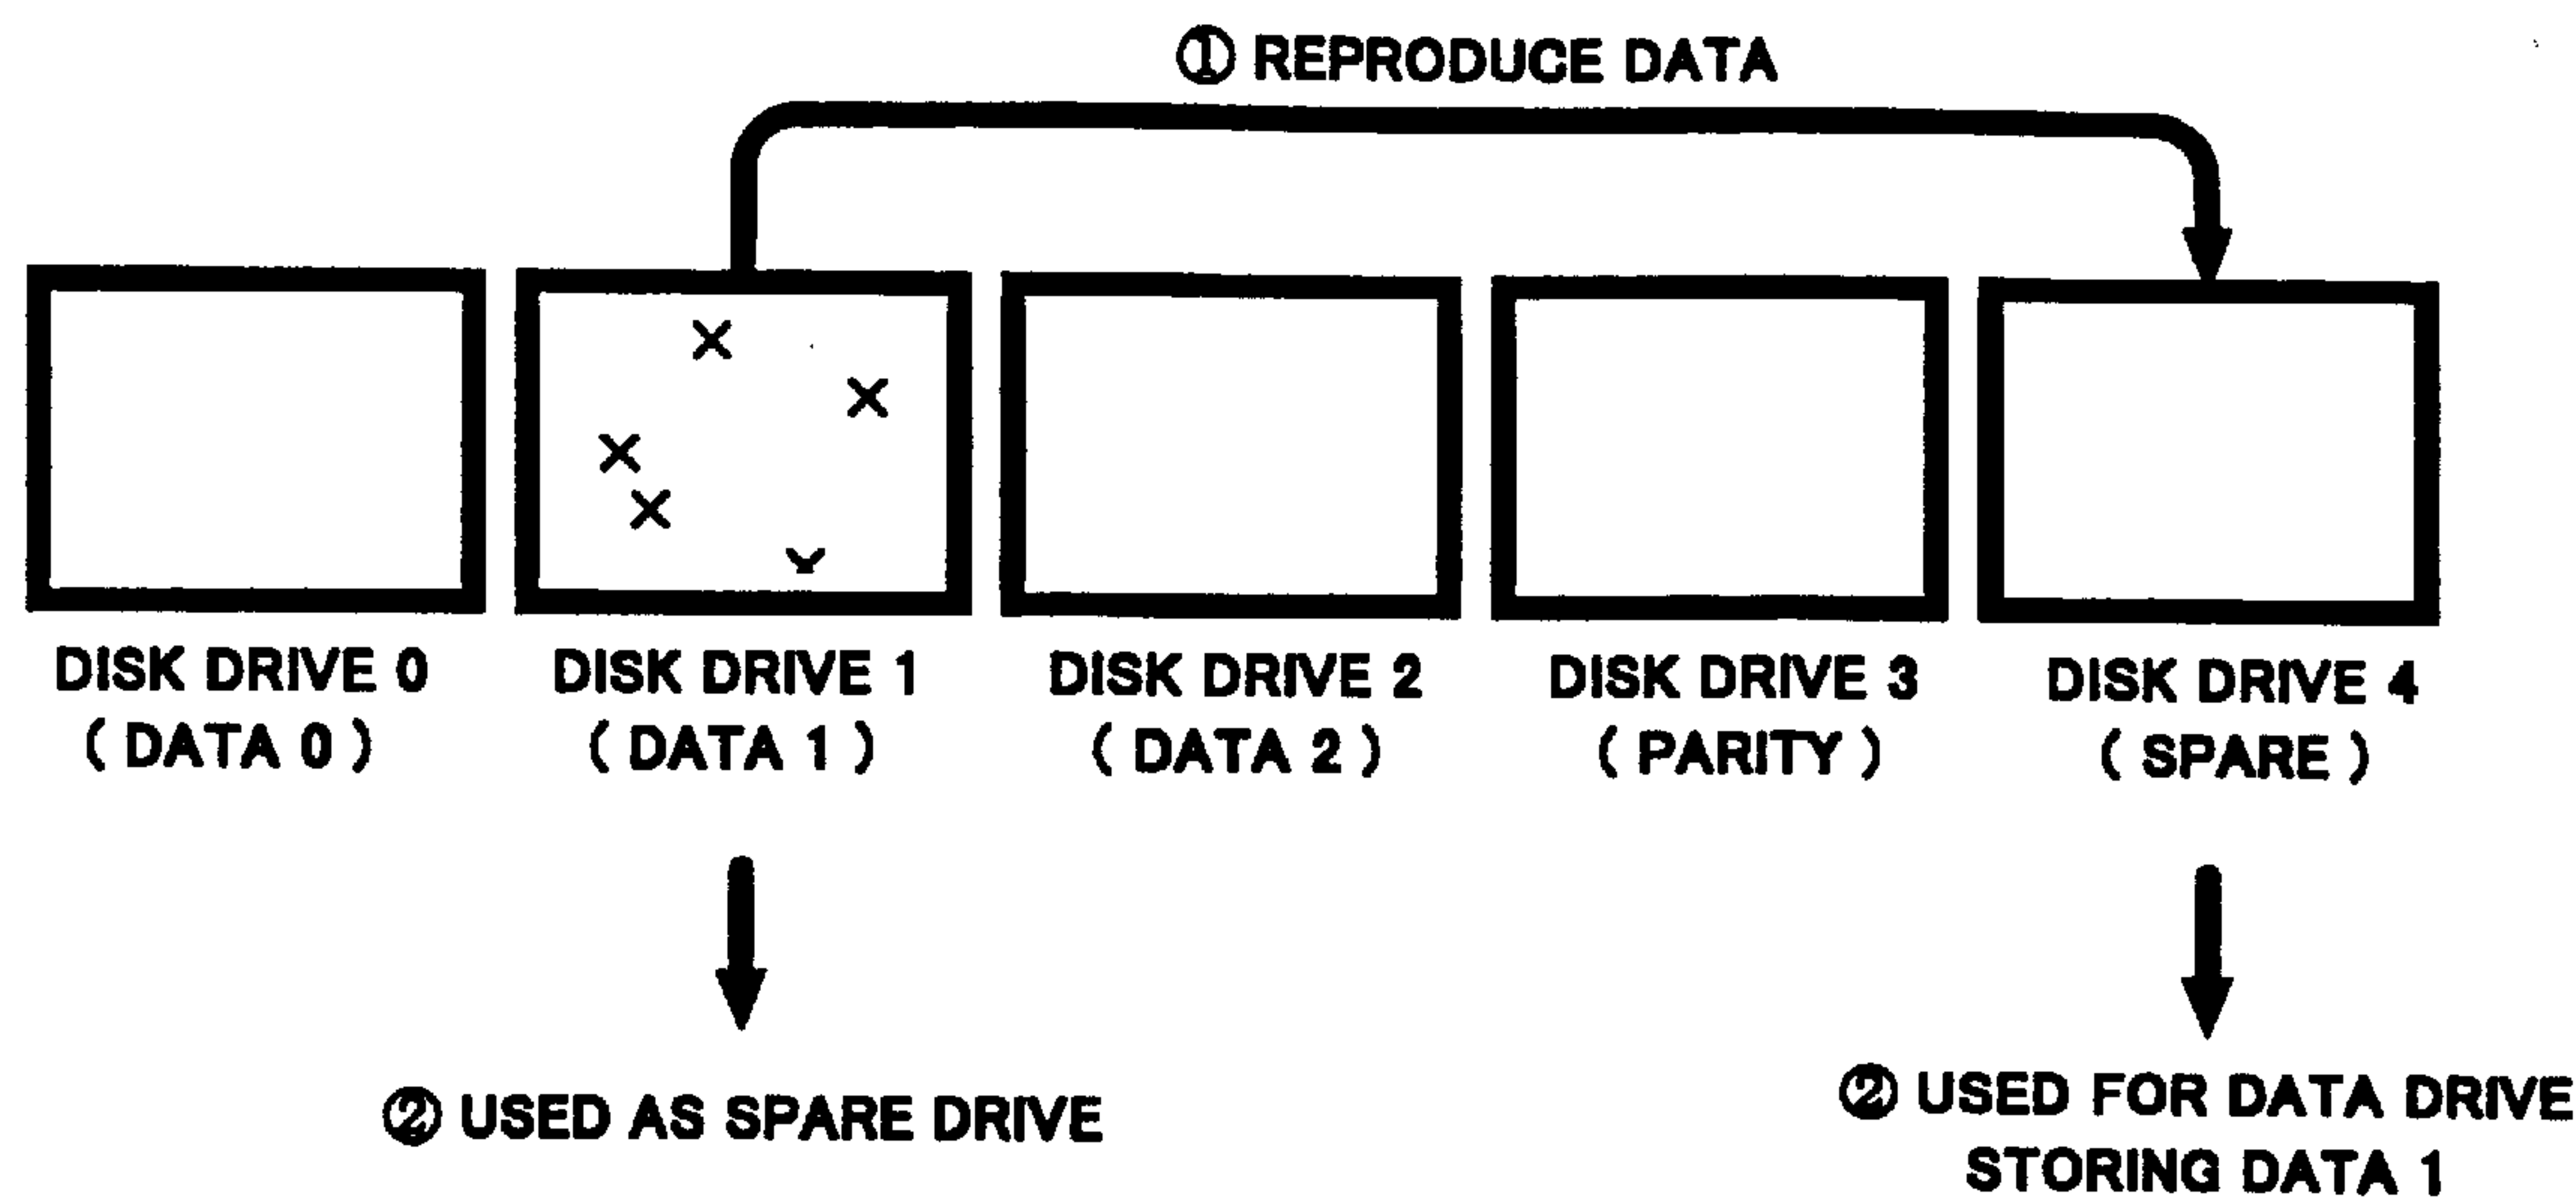 ① REPRODUCE DATA
DISK DRIVE 0
( DATA 0 )
DISK DRIVE 1
( DATA 1 )
DISK DRIVE 2
( DATA 2 )
DISK DRIVE 3
( PARITY )
DISK DRIVE 4
( SPARE )
② USED AS SPARE DRIVE
② USED FOR DATA DRIVE
STORING DATA 1